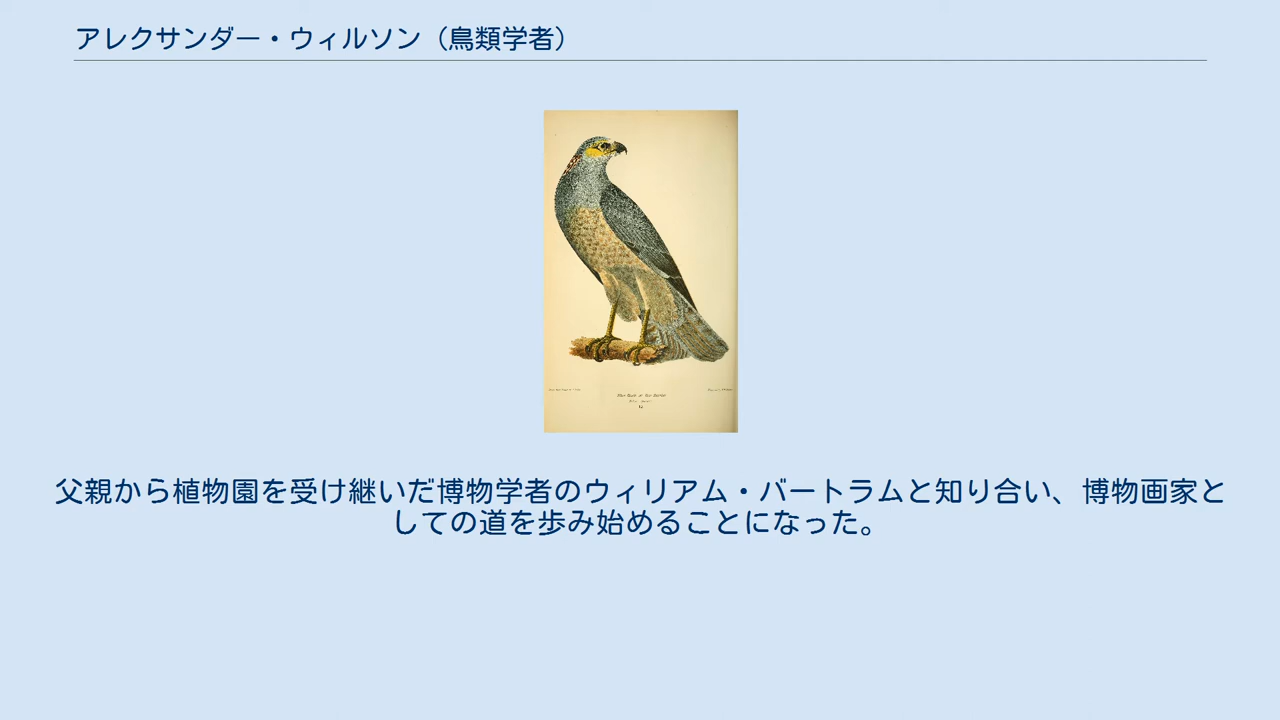 アレクサンダー・ウィルソン（鳥類学者）
父親から植物園を受け継いだ博物学者のウィリアム・バートラムと知り合い、博物画家と
しての道を歩み始めることになった。